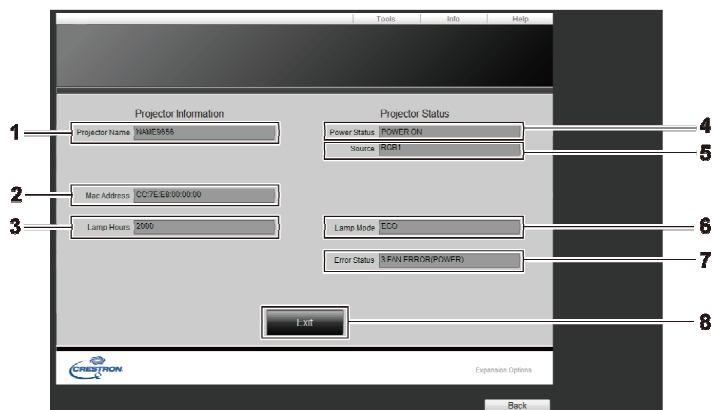 Tools Info Help
Projector Information Projector Status
1 Projector Name NAME9656 Power Status POWER ON 4
Source RGB1 5
2 Mac Address CC:7E:E8:00:00:00
3 Lamp Hours 2000 Lamp Mode ECO 6
Error Status 3.FAN ERROR(POWER) 7
Exit 8
CRESTRON Expansion Options
Back